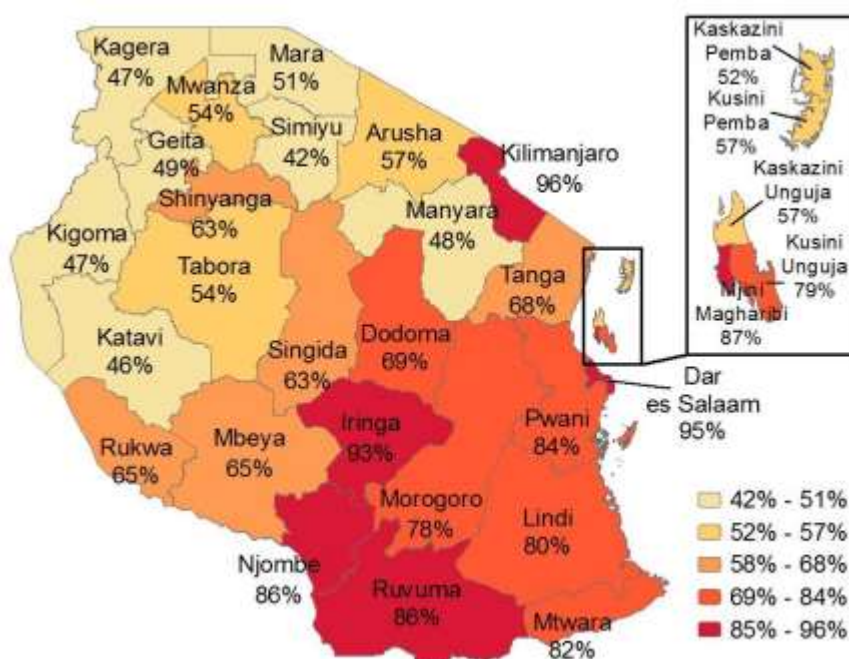 Kagera
47%
Mara
51%
Mwanza
54%
Geita
49%
Simiyu
42%
Arusha
57%
Kilimanjaro
96%
Shinyanga
63%
Kigoma
47%
Manyara
48%
Tabora
54%
Tanga
68%
Katavi
46%
Singida
63%
Dodoma
69%
Dar
es Salaam
95%
Iringa
93%
Pwani
84%
Rukwa
65%
Mbeya
65%
Morogoro
78%
Lindi
80%
Njombe
86%
Ruvuma
86%
Mtwara
82%
Kaskazini
Pemba
52%
Kusini
Pemba
57%
Kaskazini
Unguja
57%
Kusini
Unguja
79%
Mjini
Magharibi
87%
42% - 51%
52% - 57%
58% - 68%
69% - 84%
85% - 96%